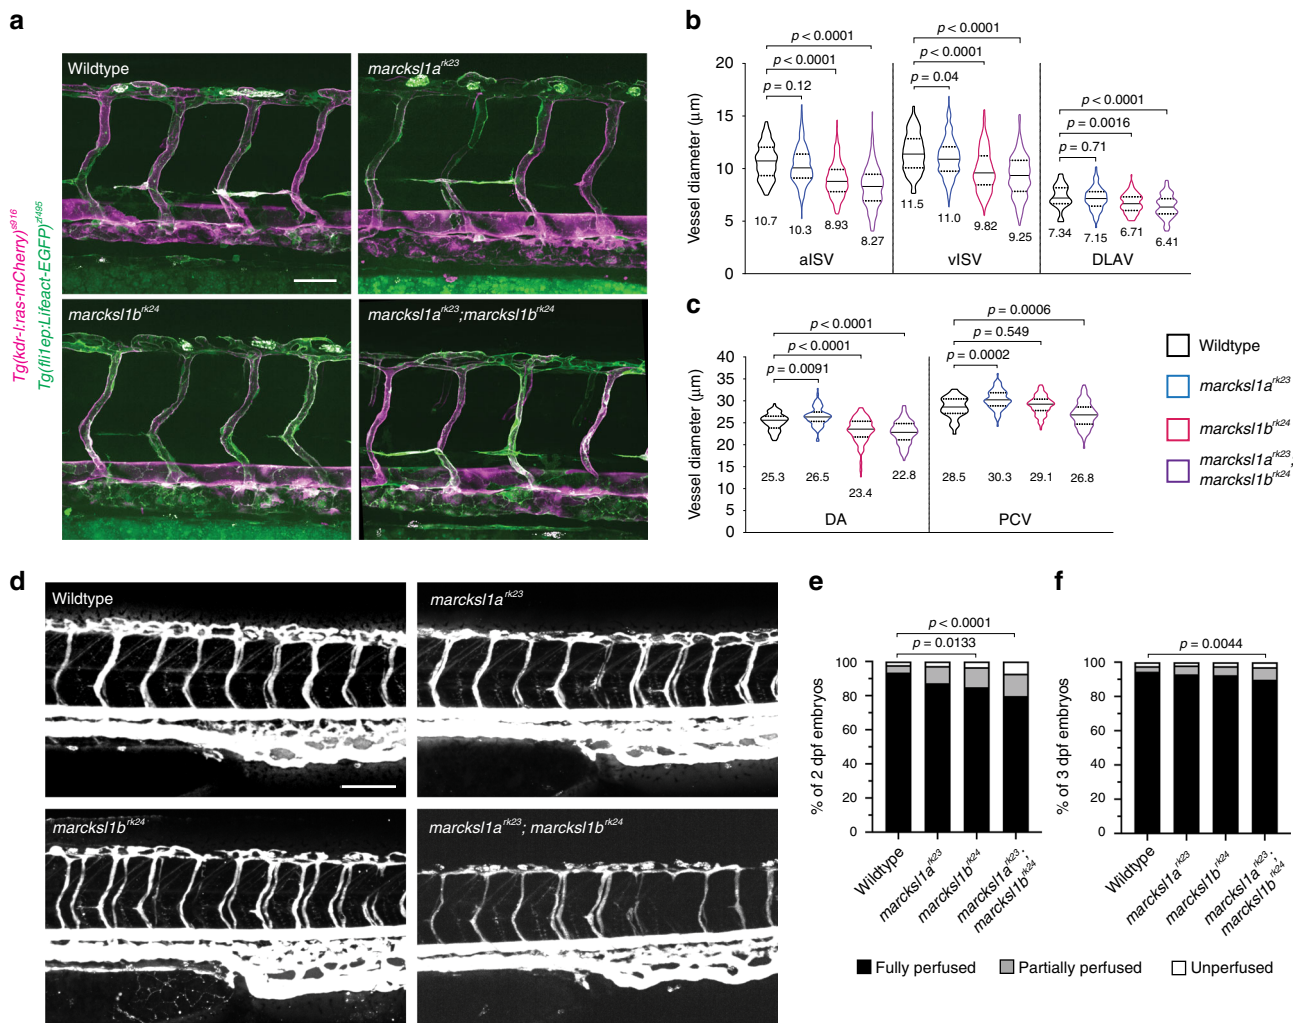 a
Wildtype
marcksl1a^rk23
marcksl1b^rk24
marcksl1a^rk23;marcksl1b^rk24
Tg(kdr-l:ras-mCherry)^s916
Tg(fli1ep:Lifeact-EGFP)^zf495
b
Vessel diameter (μm)
20
15
10
5
0
p < 0.0001
p < 0.0001
p = 0.12
p < 0.0001
p < 0.0001
p = 0.04
p < 0.0001
p = 0.0016
p = 0.71
10.7
10.3
8.93
8.27
11.5
11.0
9.82
9.25
7.34
7.15
6.71
6.41
aISV
vISV
DLAV
c
Vessel diameter (μm)
40
35
30
25
20
15
10
5
0
p < 0.0001
p < 0.0001
p = 0.0091
p = 0.0006
p = 0.549
p = 0.0002
25.3
26.5
23.4
22.8
28.5
30.3
29.1
26.8
DA
PCV
Wildtype
marcksl1a^rk23
marcksl1b^rk24
marcksl1a^rk23;
marcksl1b^rk24
d
Wildtype
marcksl1a^rk23
marcksl1b^rk24
marcksl1a^rk23; marcksl1b^rk24
e
% of 2 dpf embryos
100
80
60
40
20
0
p < 0.0001
p = 0.0133
Wildtype
marcksl1a^rk23
marcksl1b^rk24
marcksl1a^rk23;
marcksl1b^rk24
f
% of 3 dpf embryos
100
80
60
40
20
0
p = 0.0044
Wildtype
marcksl1a^rk23
marcksl1b^rk24
marcksl1a^rk23;
marcksl1b^rk24
Fully perfused
Partially perfused
Unperfused